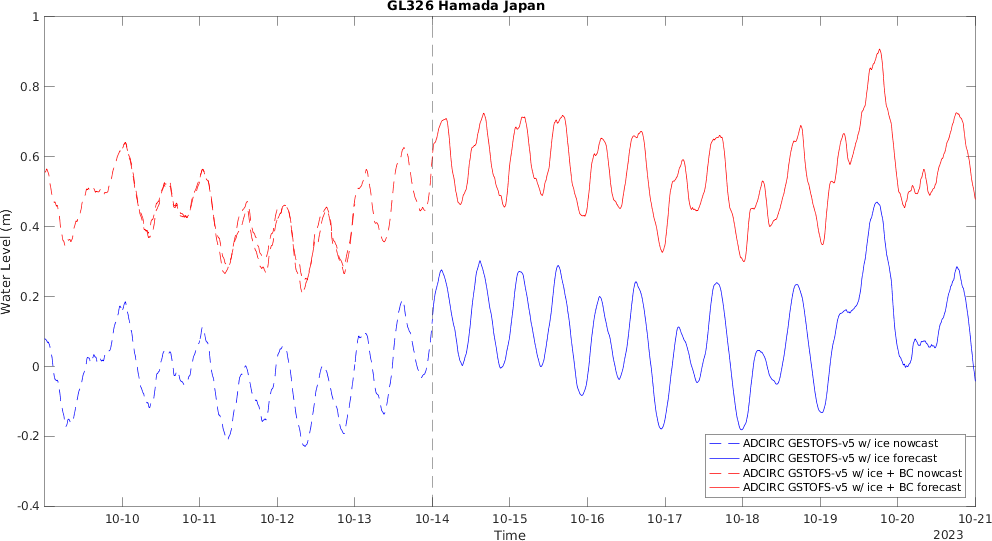 GL326 Hamada Japan
1
0.8
0.6
0.4
0.2
0
-0.2
-0.4
Water Level (m)
ADCIRC GESTOFS-v5 w/ ice nowcast
ADCIRC GESTOFS-v5 w/ ice forecast
ADCIRC GSTOFS-v5 w/ ice + BC nowcast
ADCIRC GSTOFS-v5 w/ ice + BC forecast
10-10 10-11 10-12 10-13 10-14 10-15 10-16 10-17 10-18 10-19 10-20 10-21
Time
2023